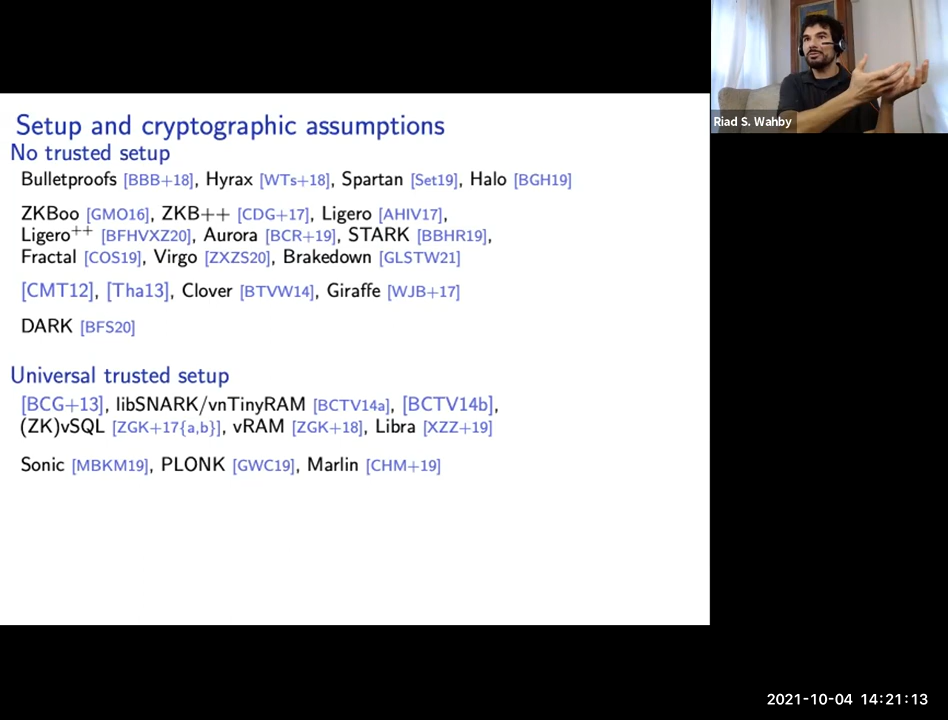 Riad S. Wahby
Setup and cryptographic assumptions
No trusted setup
Bulletproofs [BBB+18], Hyrax [WTs+18], Spartan [Set19], Halo [BGH19]
ZKBoo [GMO16], ZKB++ [CDG+17], Ligero [AHIV17],
Ligero++ [BFHVXZ20], Aurora [BCR+19], STARK [BBHR19],
Fractal [COS19], Virgo [ZXZS20], Brakedown [GLSTW21]
[CMT12], [Tha13], Clover [BTVW14], Giraffe [WJB+17]
DARK [BFS20]
Universal trusted setup
[BCG+13], libSNARK/vnTinyRAM [BCTV14a], [BCTV14b],
(ZK)vSQL [ZGK+17{a,b}], vRAM [ZGK+18], Libra [XZZ+19]
Sonic [MBKM19], PLONK [GWC19], Marlin [CHM+19]
2021-10-04 14:21:13